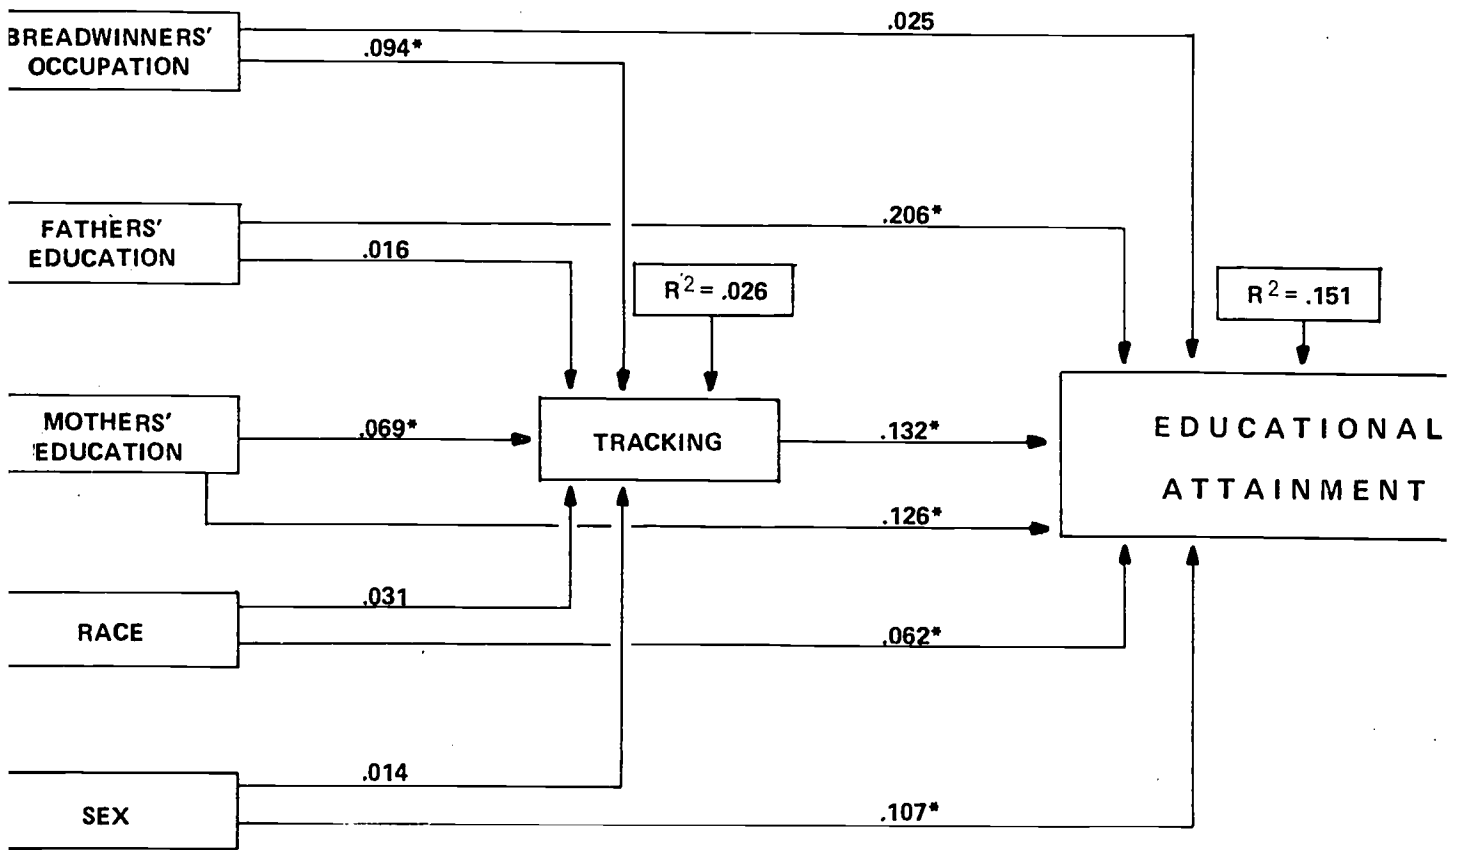 BREADWINNERS'
OCCUPATION
.025
.094*
FATHERS'
EDUCATION
.206*
.016
R2 = .026
R2 = .151
MOTHERS'
EDUCATION
.069*
TRACKING
.132*
EDUCATIONAL
ATTAINMENT
.126*
RACE
.031
.062*
SEX
.014
.107*